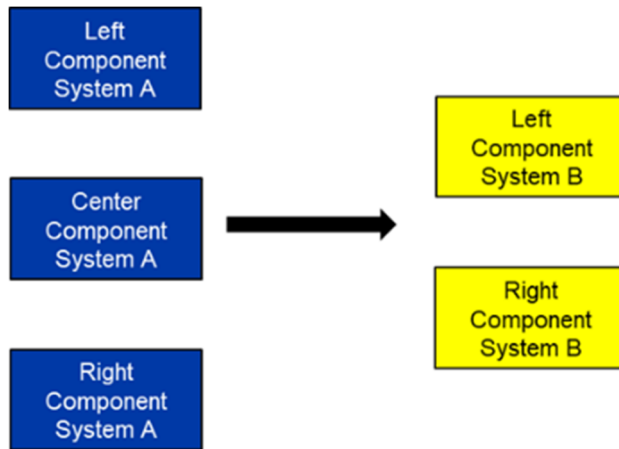 Left
Component
System A
Center
Component
System A
Right
Component
System A
Left
Component
System B
Right
Component
System B